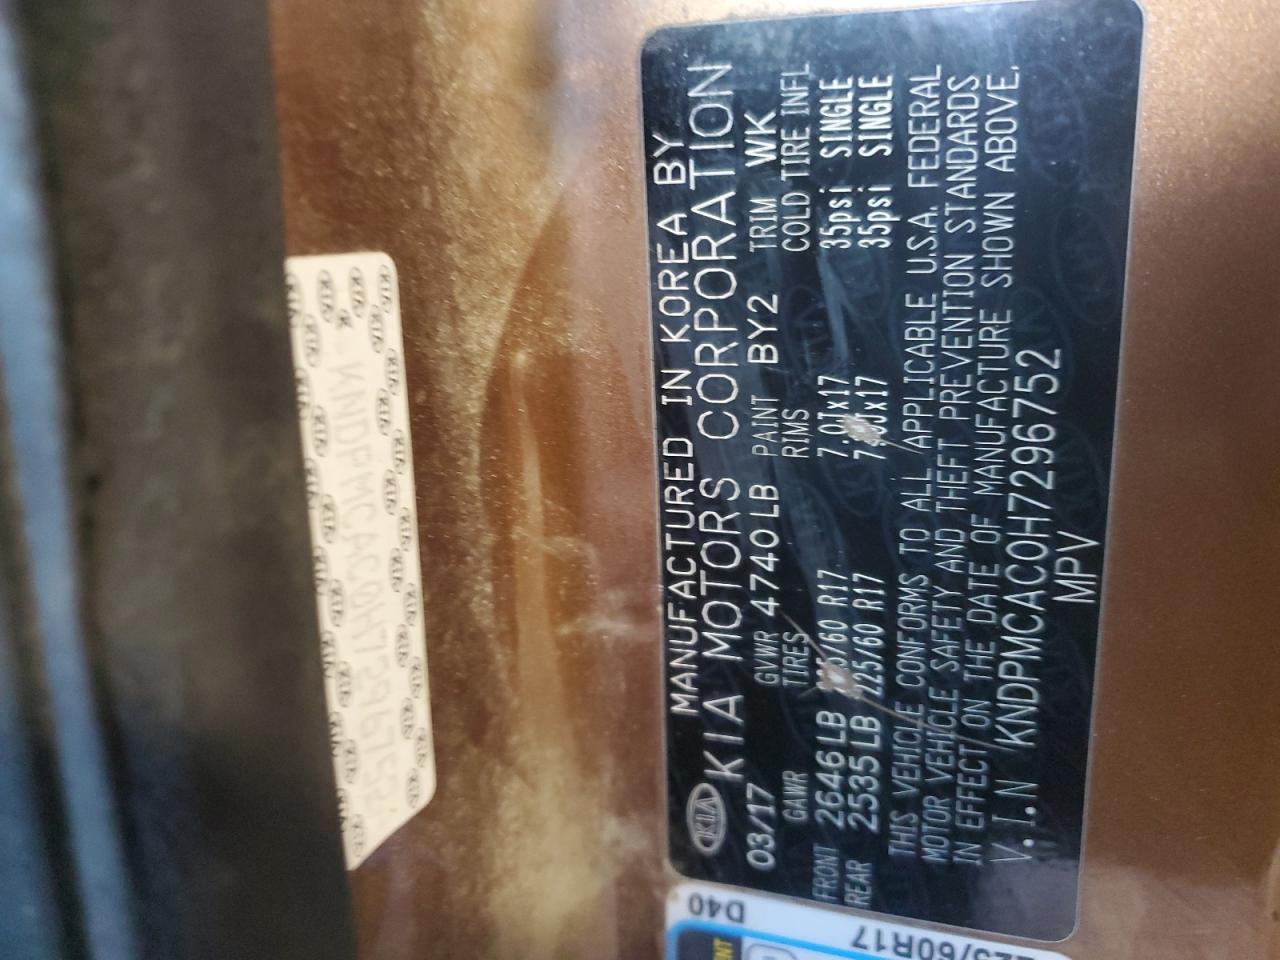 KIA MANUFACTURED IN KOREA BY
KIA MOTORS CORPORATION
03/17 GVWR 4740LB PAINT BY2 TRIM WK
GAWR TIRES RIMS COLD TIRE INFL
FRONT 2646LB /60 R17 7.0Jx17 35psi SINGLE
REAR 2535LB 225/60 R17 7.0Jx17 35psi SINGLE
THIS VEHICLE CONFORMS TO ALL APPLICABLE U.S.A. FEDERAL
MOTOR VEHICLE SAFETY AND THEFT PREVENTION STANDARDS
IN EFFECT ON THE DATE OF MANUFACTURE SHOWN ABOVE.
V.I.N KNDPMCAC0H7296752
MPV
D40
225/60R17